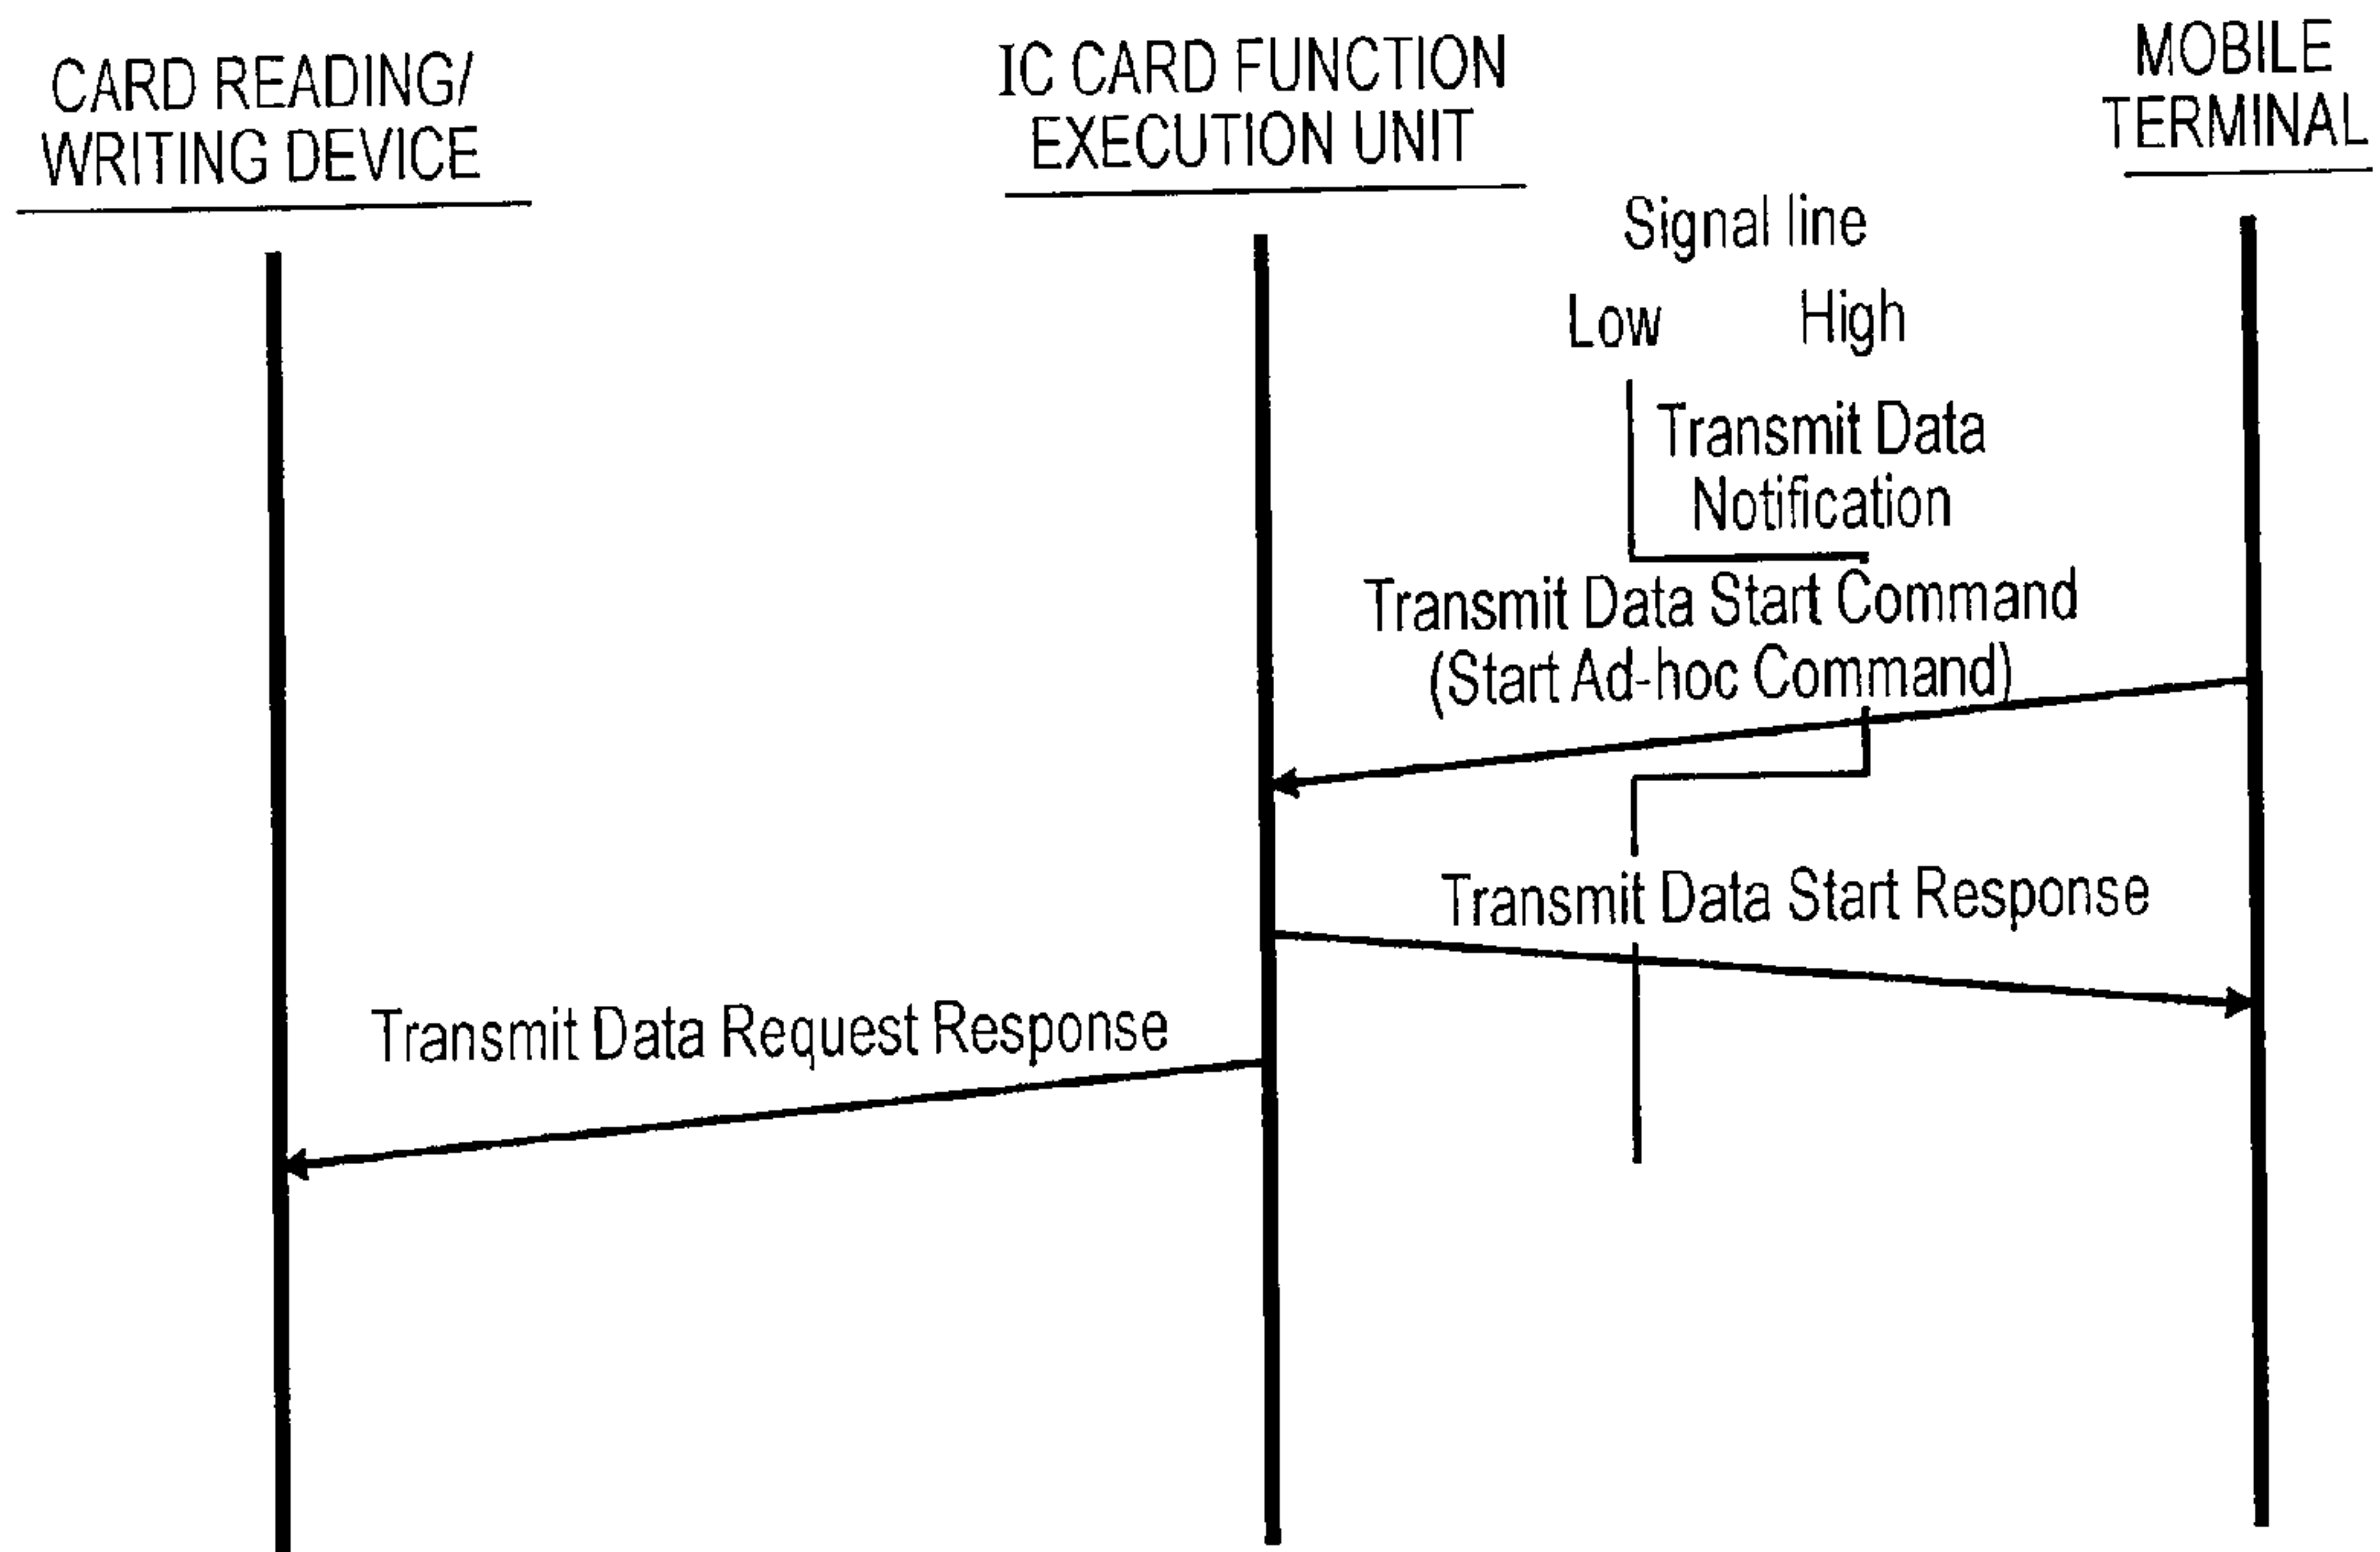 CARD READING/
WRITING DEVICE
IC CARD FUNCTION
EXECUTION UNIT
MOBILE
TERMINAL
Signal line
Low High
Transmit Data
Notification
Transmit Data Start Command
(Start Ad-hoc Command)
Transmit Data Start Response
Transmit Data Request Response